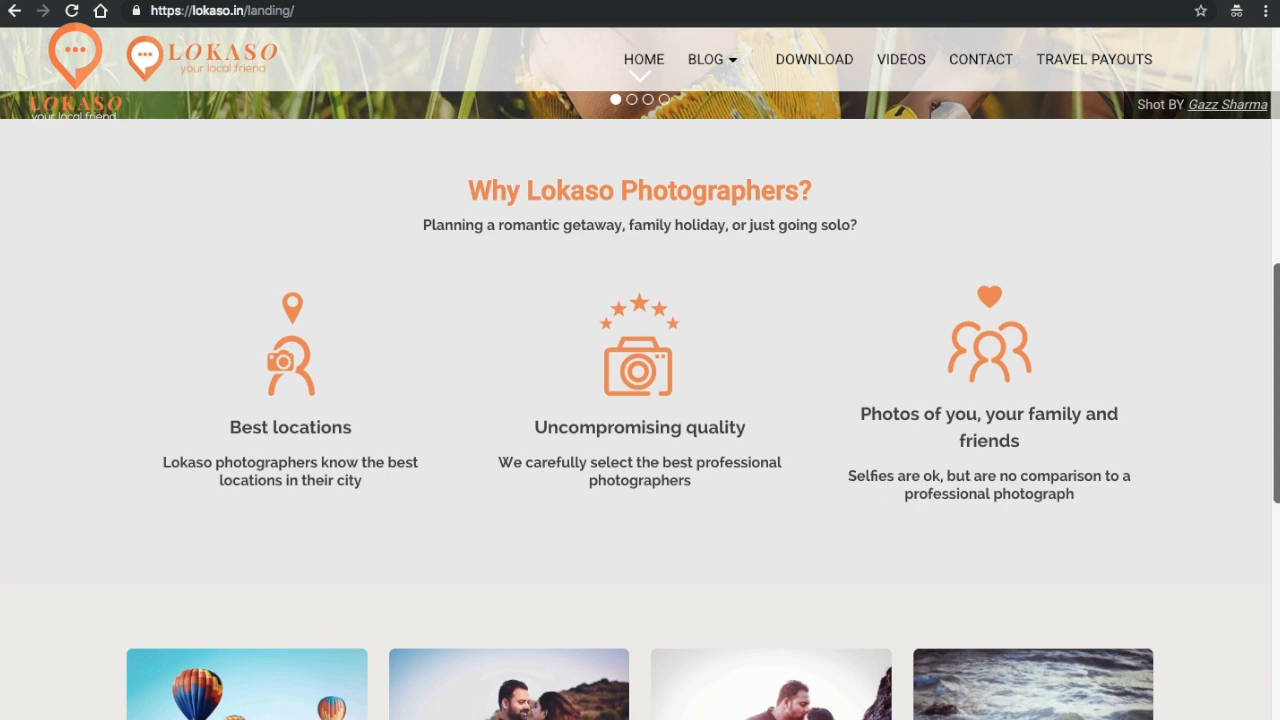 https://lokaso.in/landing/
LOKASO
your local friend
LOKASO
your local friend
HOME
BLOG
DOWNLOAD
VIDEOS
CONTACT
TRAVEL PAYOUTS
Shot BY Gazz Sharma
Why Lokaso Photographers?
Planning a romantic getaway, family holiday, or just going solo?
Best locations
Lokaso photographers know the best
locations in their city
Uncompromising quality
We carefully select the best professional
photographers
Photos of you, your family and
friends
Selfies are ok, but are no comparison to a
professional photograph